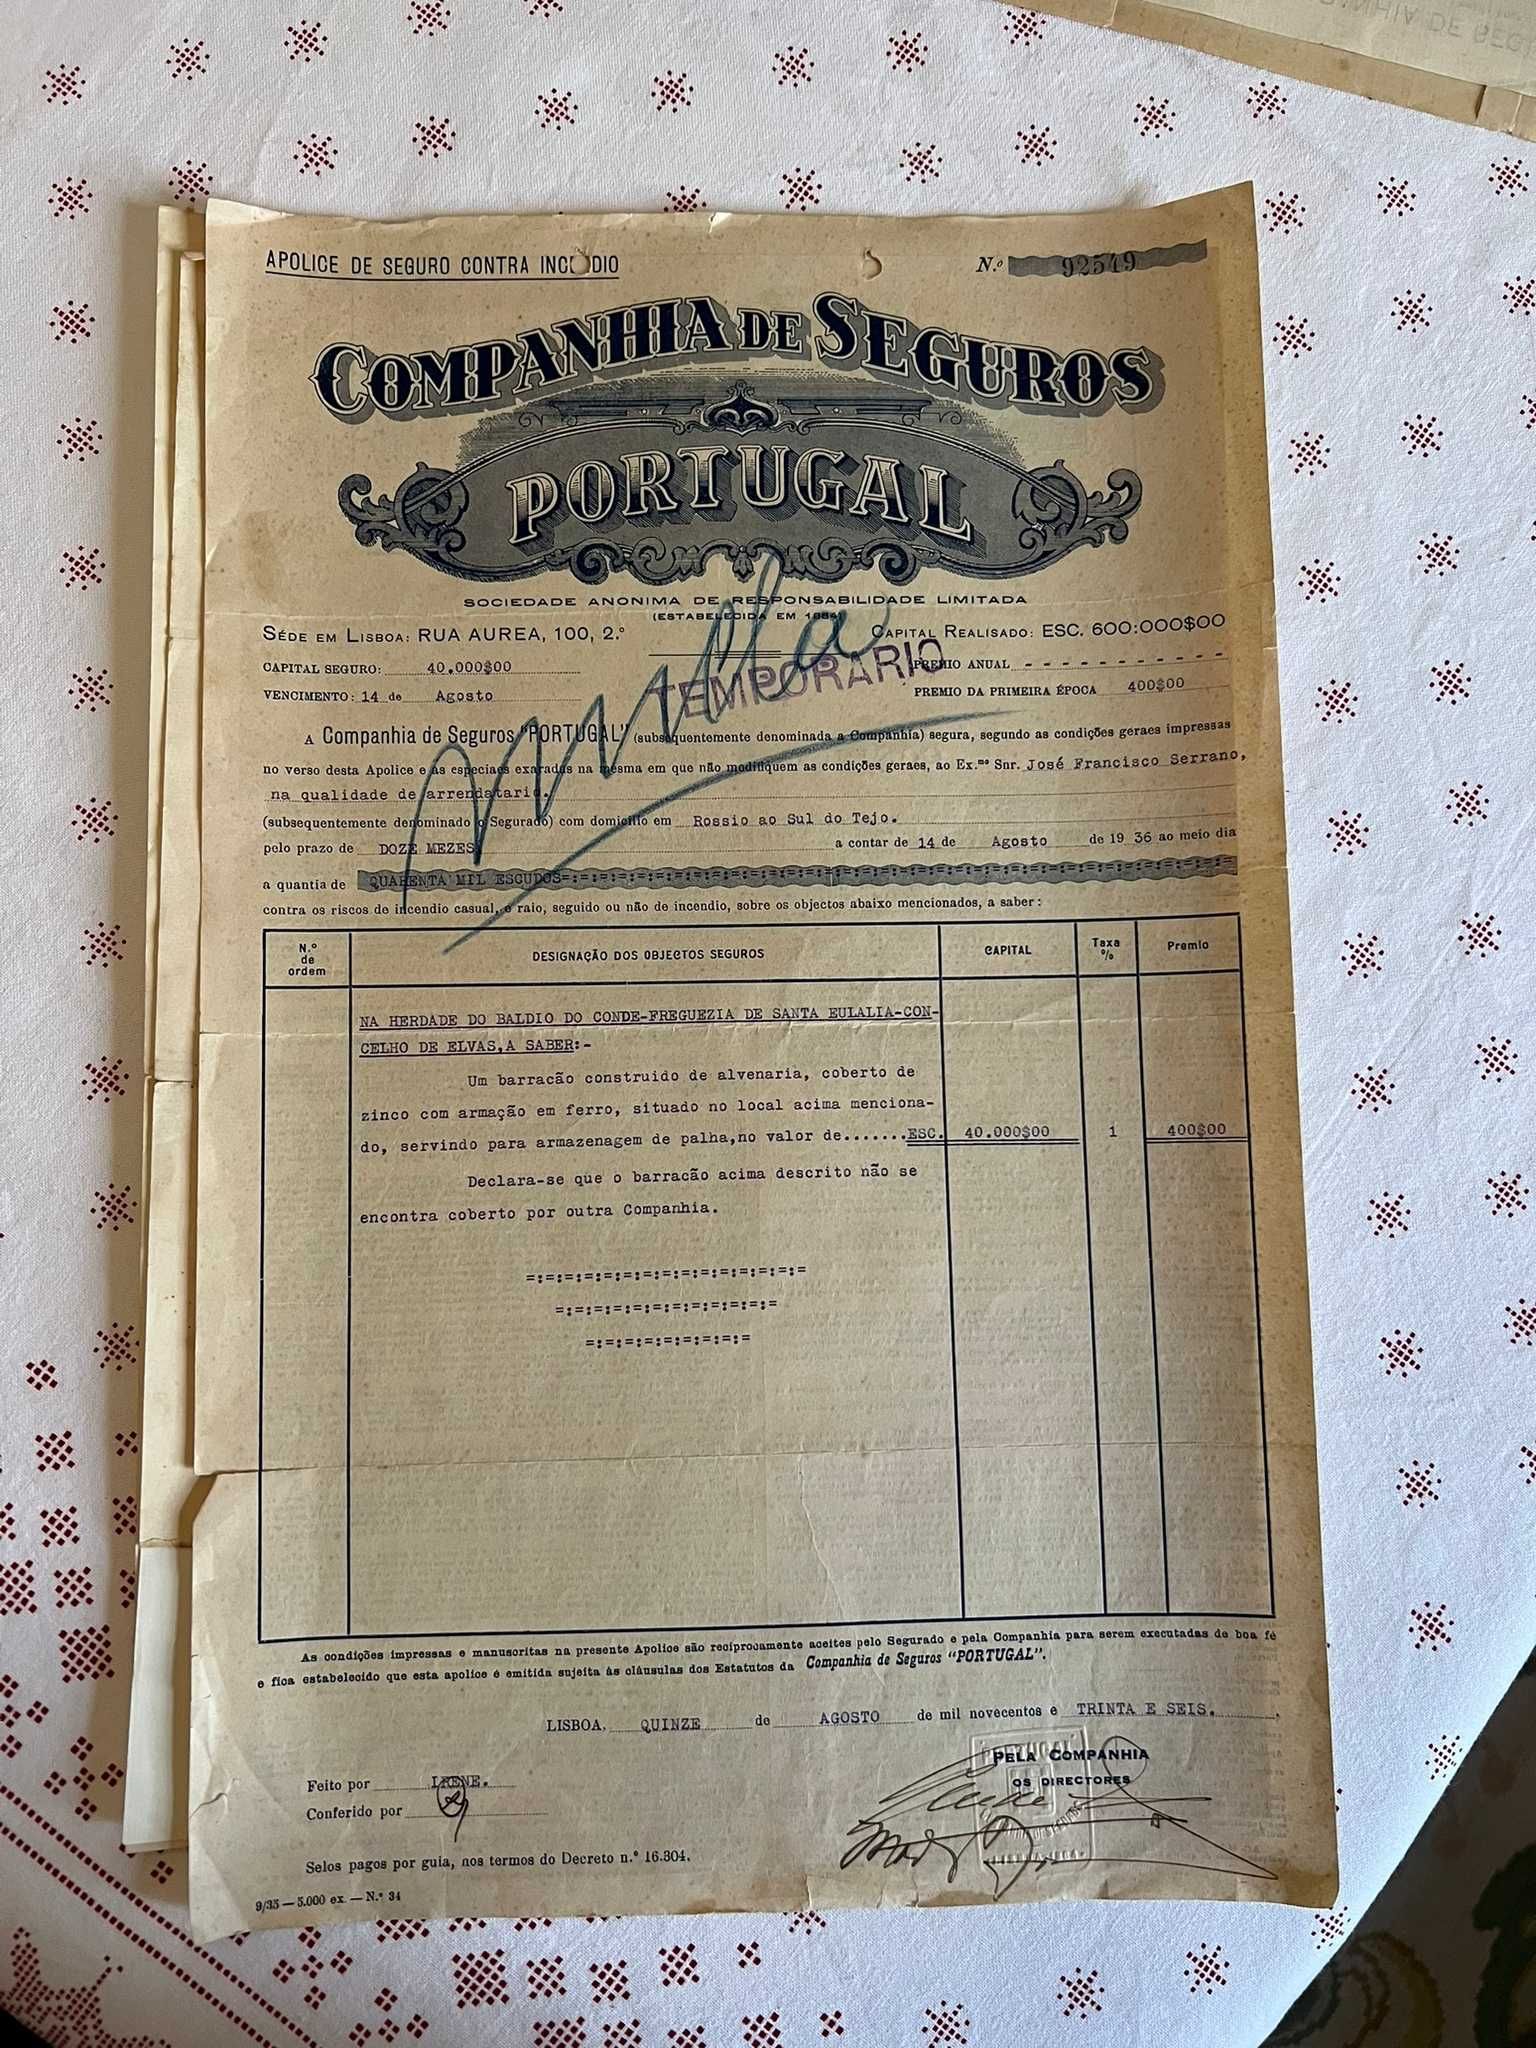 APOLICE DE SEGURO CONTRA INCENDIO
N.º 92549
COMPANHIA DE SEGUROS
PORTUGAL
SOCIEDADE ANONIMA DE RESPONSABILIDADE LIMITADA
(ESTABELECIDA EM 1884)
SÉDE EM LISBOA: RUA AUREA, 100, 2.º
CAPITAL REALISADO: ESC. 600:000$00
nulla
TEMPORARIO
CAPITAL SEGURO: 40.000$00
PREMIO ANUAL - - - - - - - - - - -
VENCIMENTO: 14 de Agosto
PREMIO DA PRIMEIRA ÉPOCA 400$00
A Companhia de Seguros "PORTUGAL" (subsequentemente denominada a Companhia) segura, segundo as condições geraes impressas
no verso desta Apolice e as especiaes exaradas na mesma em que não modifiquem as condições geraes, ao Ex.mo Snr. José Francisco Serrano,
na qualidade de arrendatario.
(subsequentemente denominado o Segurado) com domicilio em Rossio ao Sul do Tejo.
pelo prazo de DOZE MEZES, a contar de 14 de Agosto de 1936 ao meio dia
a quantia de QUARENTA MIL ESCUDOS=:=:=:=:=:=:=:=:=:=:=:=:=:=:=:=:=:=:=:=:=:=:=:=:=
contra os riscos de incendio casual, e raio, seguido ou não de incendio, sobre os objectos abaixo mencionados, a saber:
N.º de ordem
DESIGNAÇÃO DOS OBJECTOS SEGUROS
CAPITAL
Taxa %
Premio
NA HERDADE DO BALDIO DO CONDE-FREGUEZIA DE SANTA EULALIA-CON-
CELHO DE ELVAS,A SABER:-
Um barracão construido de alvenaria, coberto de
zinco com armação em ferro, situado no local acima menciona-
do, servindo para armazenagem de palha,no valor de.......ESC. 40.000$00 1 400$00
Declara-se que o barracão acima descrito não se
encontra coberto por outra Companhia.
=:=:=:=:=:=:=:=:=:=:=:=:=
=:=:=:=:=:=:=:=:=:=
=:=:=:=:=:=:=:=
As condições impressas e manuscritas na presente Apolice são reciprocamente aceites pelo Segurado e pela Companhia para serem executadas de boa fé
e fica estabelecido que esta apolice é emitida sujeita às cláusulas dos Estatutos da Companhia de Seguros "PORTUGAL".
LISBOA, QUINZE de AGOSTO de mil novecentos e TRINTA E SEIS.
PORTUGAL
PELA COMPANHIA
OS DIRECTORES
Feito por IRENE.
Conferido por
Selos pagos por guia, nos termos do Decreto n.º 16.304.
9/35 — 5.000 ex. — N.º 34